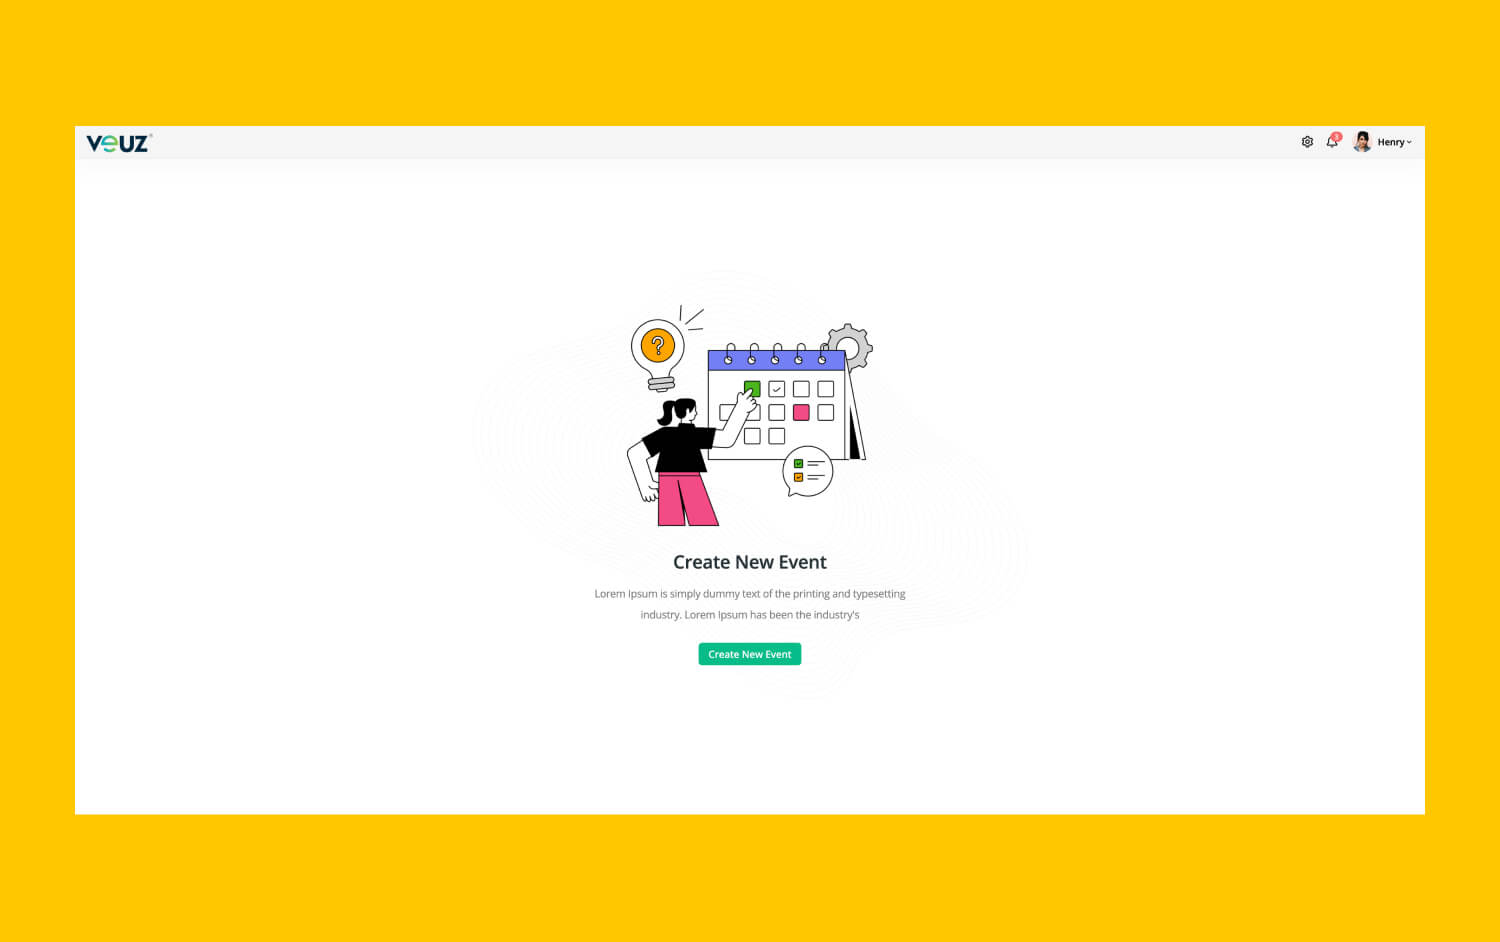 veuz
3
Henry
?
Create New Event
Lorem Ipsum is simply dummy text of the printing and typesetting
industry. Lorem Ipsum has been the industry's
Create New Event